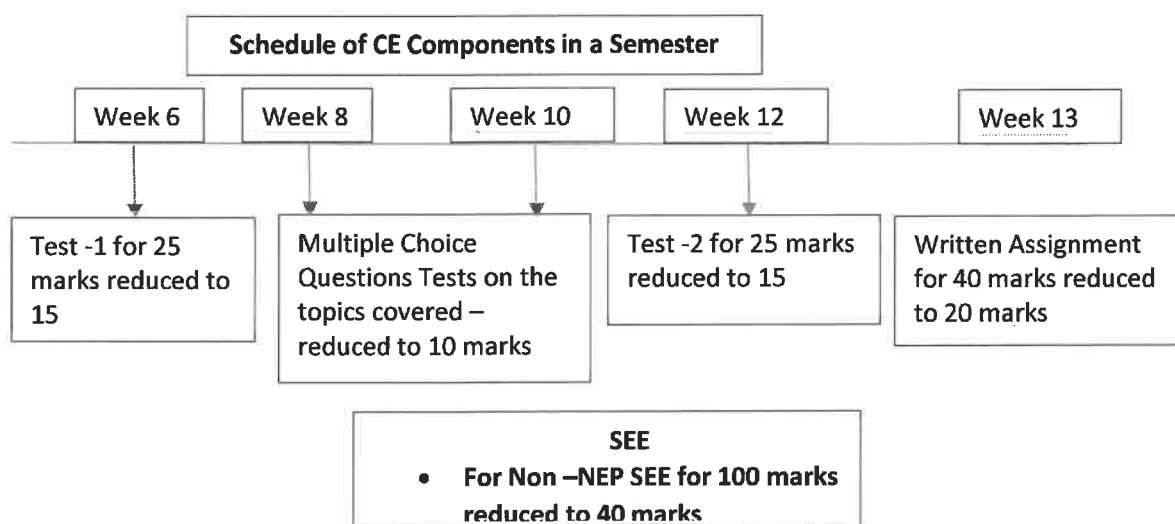 Schedule of CE Components in a Semester
Week 6
Week 8
Week 10
Week 12
Week 13
Test -1 for 25
marks reduced to
15
Multiple Choice
Questions Tests on the
topics covered –
reduced to 10 marks
Test -2 for 25 marks
reduced to 15
Written Assignment
for 40 marks reduced
to 20 marks
SEE
• For Non –NEP SEE for 100 marks
reduced to 40 marks